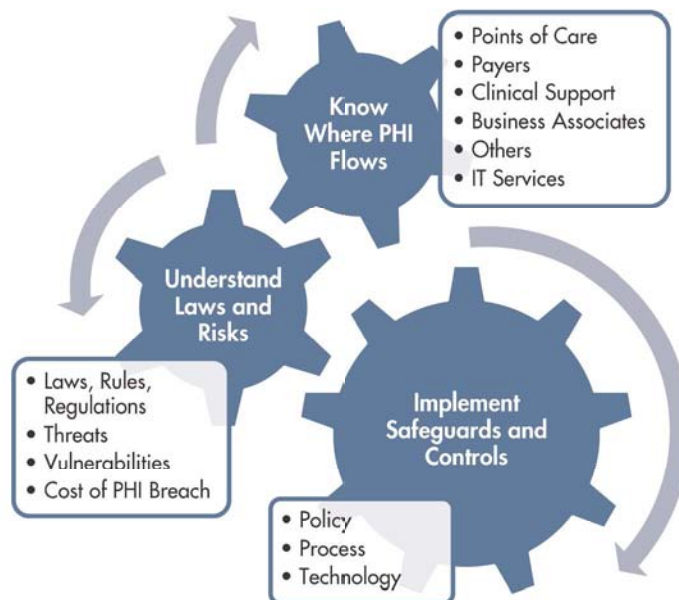 Know
Where PHI
Flows
• Points of Care
• Payers
• Clinical Support
• Business Associates
• Others
• IT Services
Understand
Laws and
Risks
• Laws, Rules,
Regulations
• Threats
• Vulnerabilities
• Cost of PHI Breach
Implement
Safeguards and
Controls
• Policy
• Process
• Technology